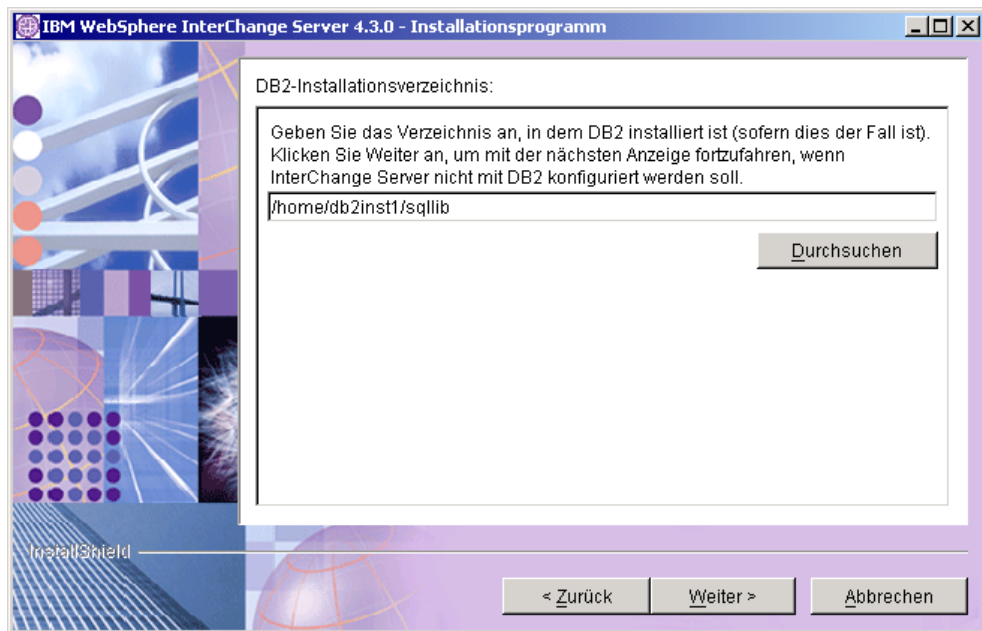 IBM WebSphere InterChange Server 4.3.0 - Installationsprogramm
DB2-Installationsverzeichnis:
Geben Sie das Verzeichnis an, in dem DB2 installiert ist (sofern dies der Fall ist).
Klicken Sie Weiter an, um mit der nächsten Anzeige fortzufahren, wenn
InterChange Server nicht mit DB2 konfiguriert werden soll.
/home/db2inst1/sqllib
Durchsuchen
InstallShield
< Zurück
Weiter >
Abbrechen